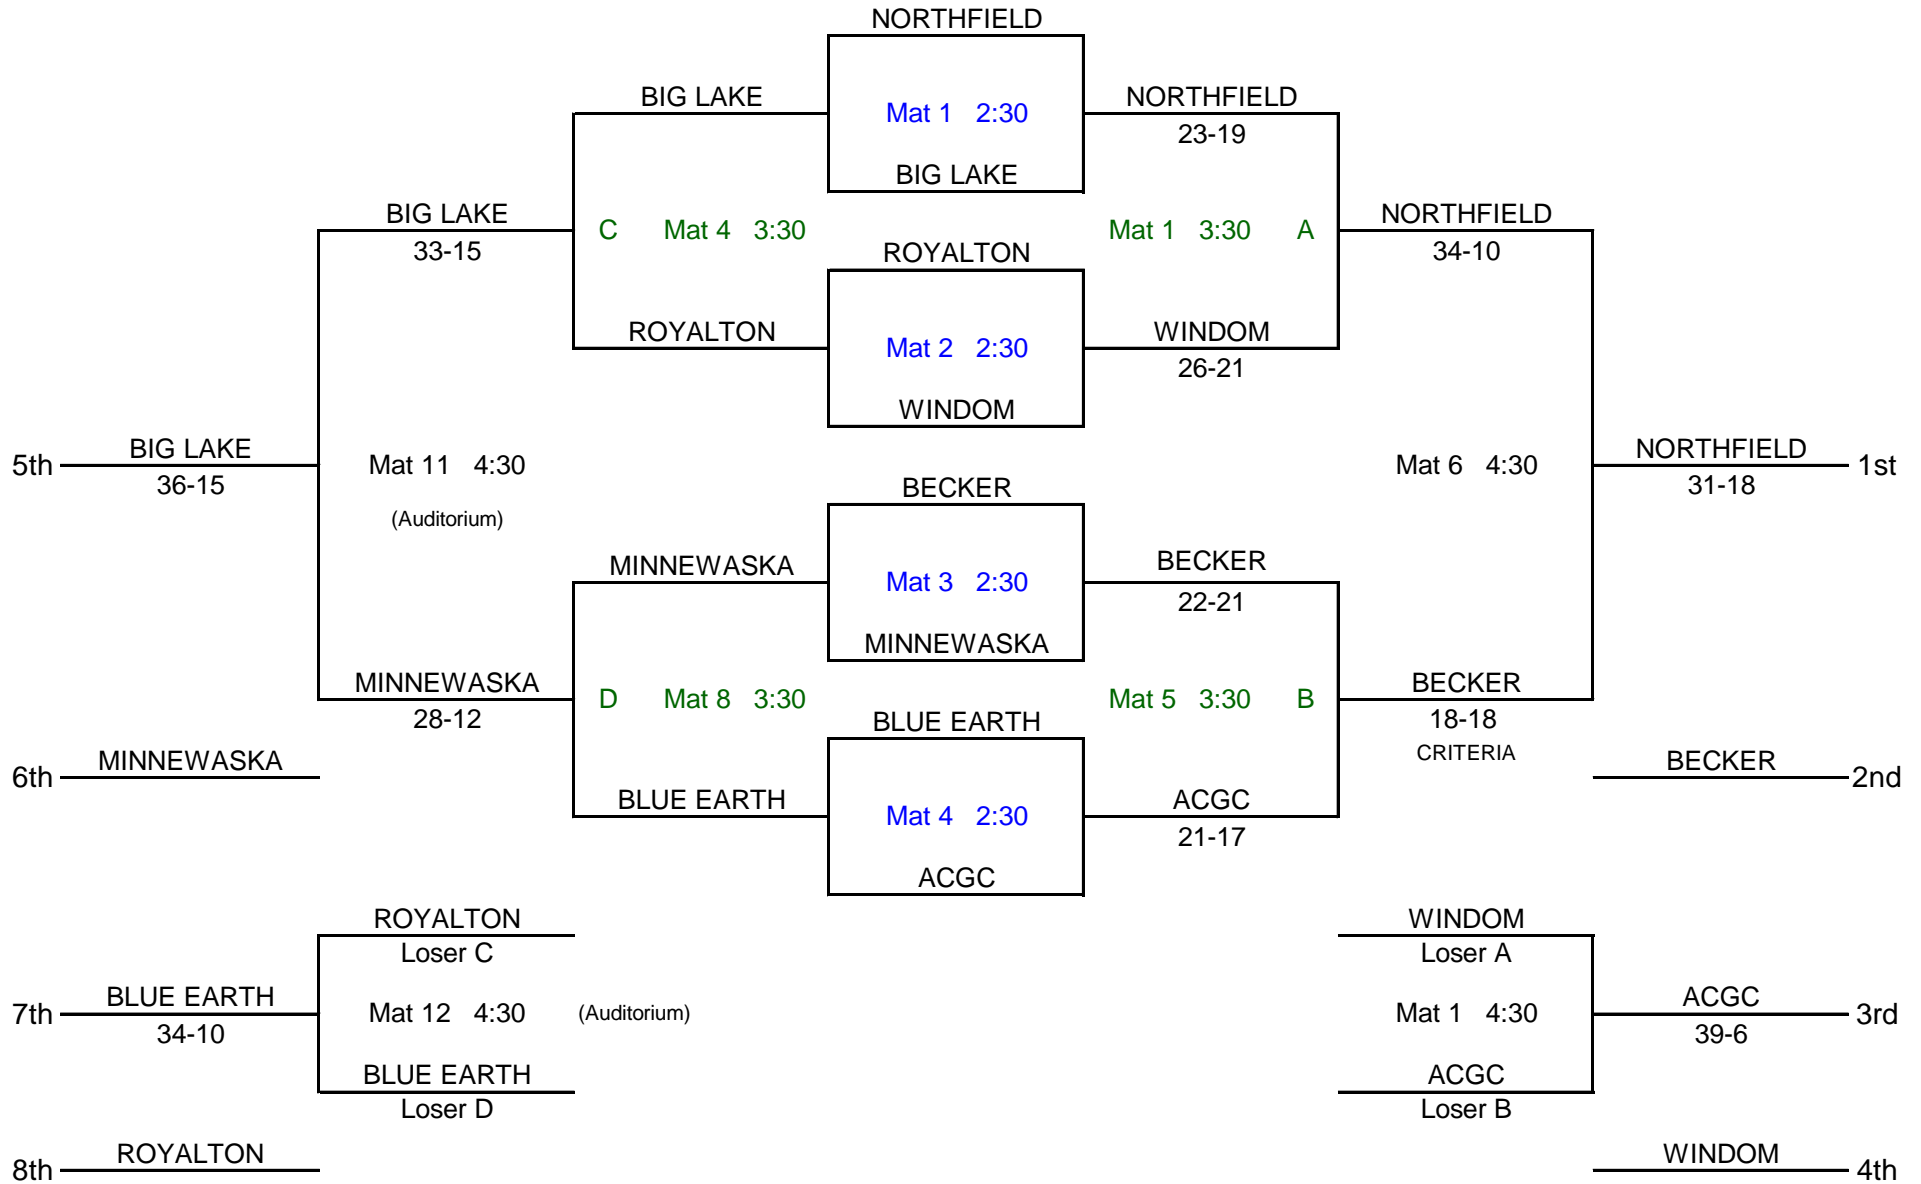 NORTHFIELD
BIG LAKE
Mat 1 2:30
NORTHFIELD
23-19
BIG LAKE
BIG LAKE
33-15
C Mat 4 3:30
Mat 1 3:30 A
NORTHFIELD
34-10
ROYALTON
ROYALTON
Mat 2 2:30
WINDOM
26-21
WINDOM
5th
BIG LAKE
36-15
Mat 11 4:30
(Auditorium)
Mat 6 4:30
NORTHFIELD
31-18
1st
BECKER
MINNEWASKA
Mat 3 2:30
BECKER
22-21
MINNEWASKA
MINNEWASKA
28-12
D Mat 8 3:30
Mat 5 3:30 B
BECKER
18-18
CRITERIA
BLUE EARTH
6th
MINNEWASKA
BECKER
2nd
BLUE EARTH
Mat 4 2:30
ACGC
21-17
ACGC
ROYALTON
Loser C
WINDOM
Loser A
7th
BLUE EARTH
34-10
Mat 12 4:30
(Auditorium)
Mat 1 4:30
ACGC
39-6
3rd
BLUE EARTH
Loser D
ACGC
Loser B
8th
ROYALTON
WINDOM
4th